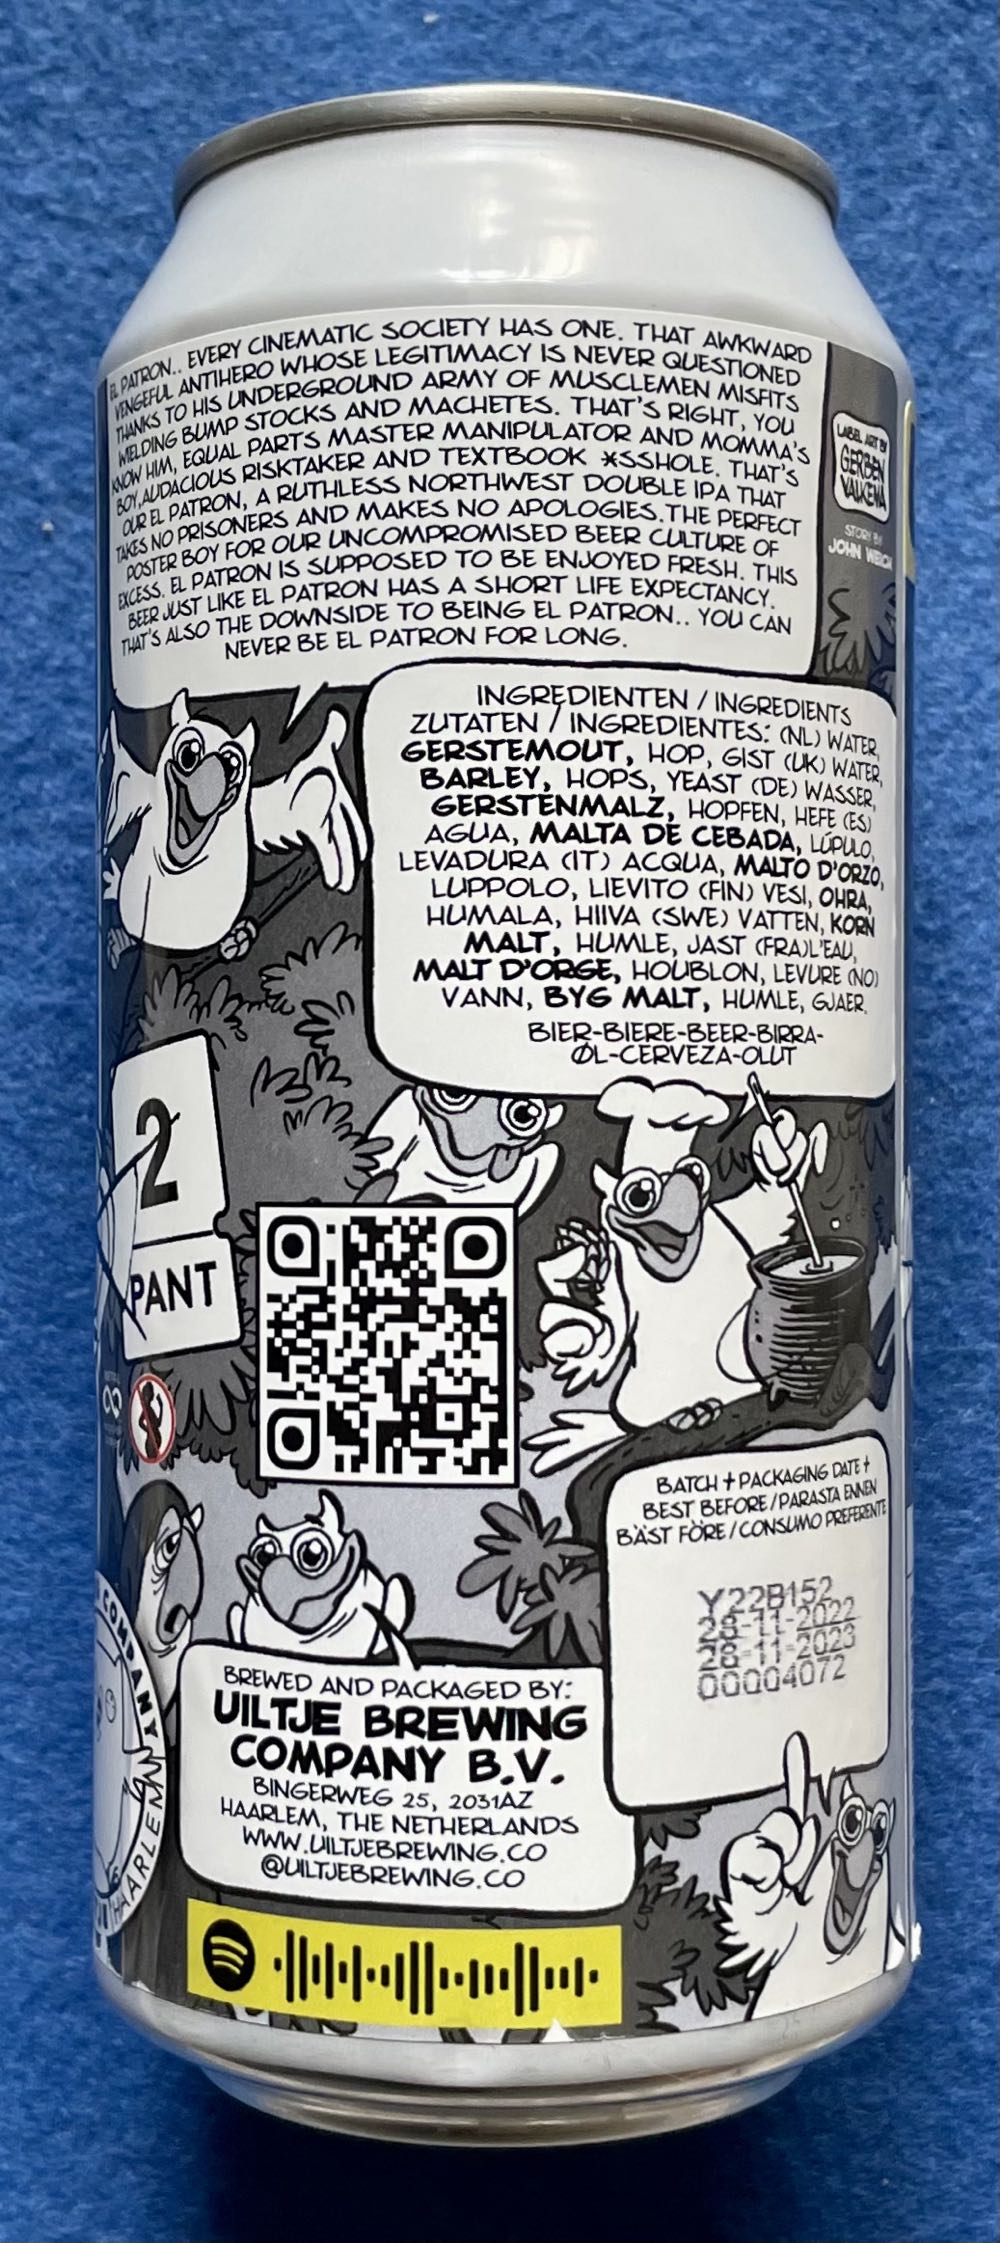 EL PATRON.. EVERY CINEMATIC SOCIETY HAS ONE. THAT AWKWARD
VENGEFUL ANTIHERO WHOSE LEGITIMACY IS NEVER QUESTIONED
THANKS TO HIS UNDERGROUND ARMY OF MUSCLEMEN MISFITS
WIELDING BUMP STOCKS AND MACHETES. THAT'S RIGHT, YOU
KNOW HIM, EQUAL PARTS MASTER MANIPULATOR AND MOMMA'S
BOY, AUDACIOUS RISKTAKER AND TEXTBOOK *SSHOLE. THAT'S
OUR EL PATRON, A RUTHLESS NORTHWEST DOUBLE IPA THAT
TAKES NO PRISONERS AND MAKES NO APOLOGIES. THE PERFECT
POSTER BOY FOR OUR UNCOMPROMISED BEER CULTURE OF
EXCESS. EL PATRON IS SUPPOSED TO BE ENJOYED FRESH. THIS
BEER JUST LIKE EL PATRON HAS A SHORT LIFE EXPECTANCY.
THAT'S ALSO THE DOWNSIDE TO BEING EL PATRON.. YOU CAN
NEVER BE EL PATRON FOR LONG.
LABEL ART BY
GERBEN
VALKEMA
STORY BY
JOHN
INGREDIENTEN / INGREDIENTS
ZUTATEN / INGREDIENTES: (NL) WATER,
GERSTEMOUT, HOP, GIST (UK) WATER,
BARLEY, HOPS, YEAST (DE) WASSER,
GERSTENMALZ, HOPFEN, HEFE (ES)
AGUA, MALTA DE CEBADA, LÚPULO,
LEVADURA (IT) ACQUA, MALTO D'ORZO,
LUPPOLO, LIEVITO (FIN) VESI, OHRA,
HUMALA, HIIVA (SWE) VATTEN, KORN
MALT, HUMLE, JAST (FRA)L'EAU,
MALT D'ORGE, HOUBLON, LEVURE (NO)
VANN, BYG MALT, HUMLE, GJAER.
BIER-BIERE-BEER-BIRRA-
ØL-CERVEZA-OLUT
2
PANT
BATCH + PACKAGING DATE +
BEST BEFORE / PARASTA ENNEN
BÄST FÖRE / CONSUMO PREFERENTE
Y22B152
28-11-2022
28-11-2023
00004072
COMPANY
HAARLEM
BREWED AND PACKAGED BY:
UILTJE BREWING
COMPANY B.V.
BINGERWEG 25, 2031AZ
HAARLEM, THE NETHERLANDS
WWW.UILTJEBREWING.CO
@UILTJEBREWING.CO